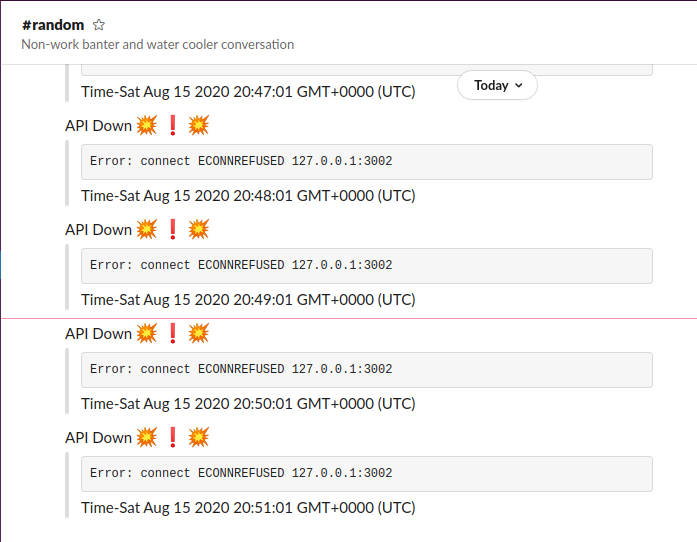 #random
Non-work banter and water cooler conversation
Today
Time-Sat Aug 15 2020 20:47:01 GMT+0000 (UTC)
API Down 💥 ❗ 💥
Error: connect ECONNREFUSED 127.0.0.1:3002
Time-Sat Aug 15 2020 20:48:01 GMT+0000 (UTC)
API Down 💥 ❗ 💥
Error: connect ECONNREFUSED 127.0.0.1:3002
Time-Sat Aug 15 2020 20:49:01 GMT+0000 (UTC)
API Down 💥 ❗ 💥
Error: connect ECONNREFUSED 127.0.0.1:3002
Time-Sat Aug 15 2020 20:50:01 GMT+0000 (UTC)
API Down 💥 ❗ 💥
Error: connect ECONNREFUSED 127.0.0.1:3002
Time-Sat Aug 15 2020 20:51:01 GMT+0000 (UTC)